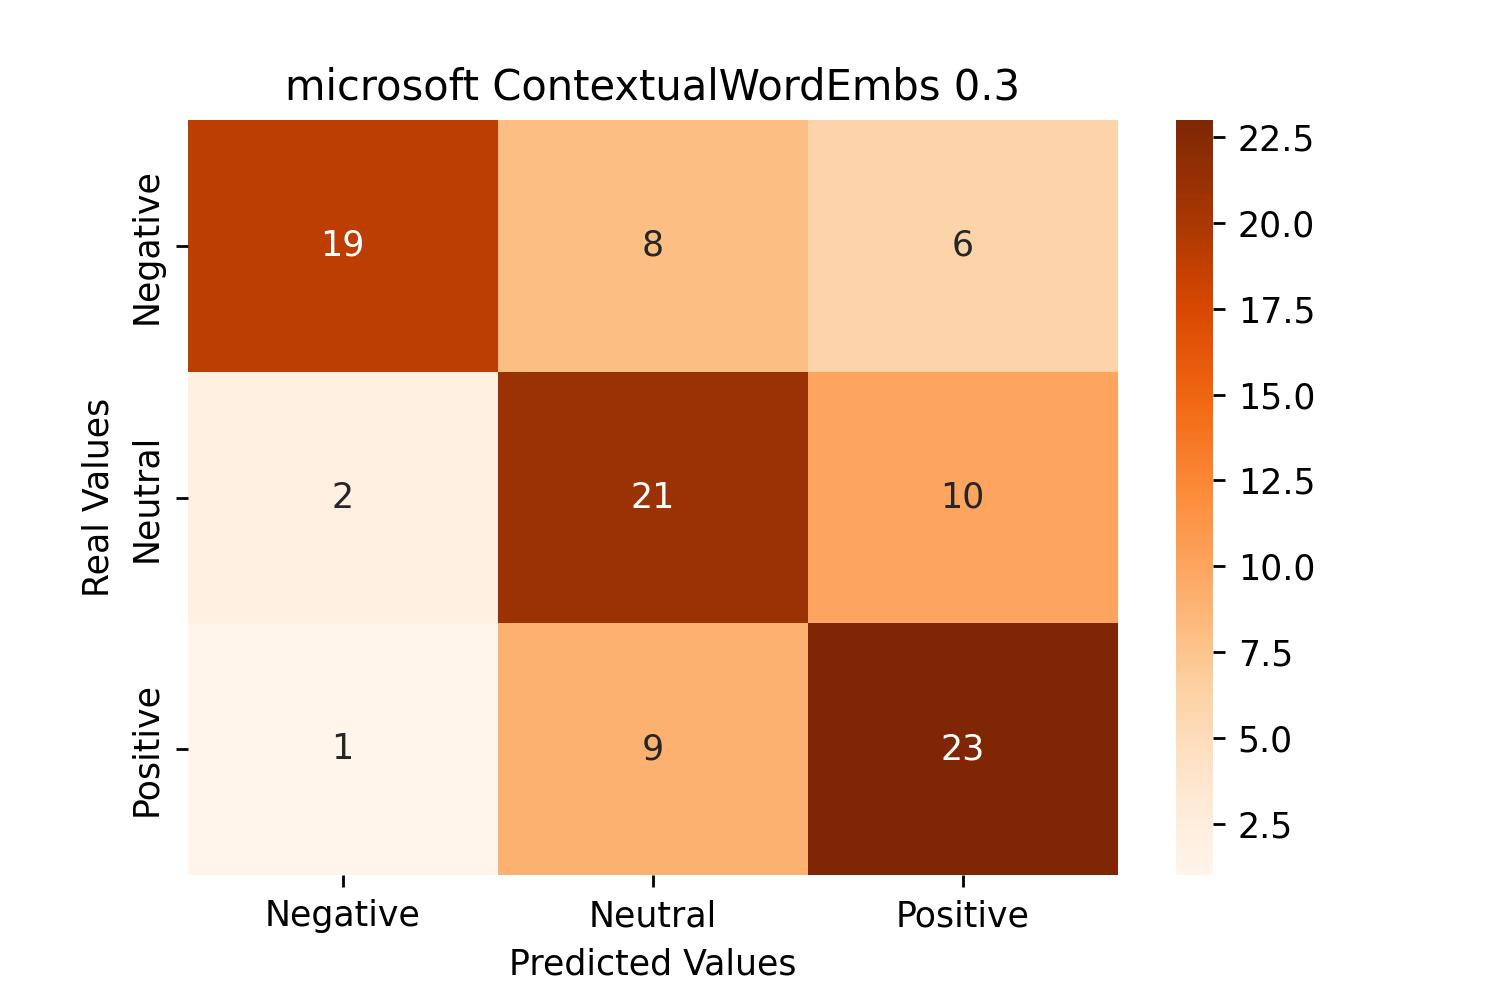 microsoft ContextualWordEmbs 0.3
Real Values
Negative
19 8 6
Neutral
2 21 10
Positive
1 9 23
Negative Neutral Positive
Predicted Values
22.5
20.0
17.5
15.0
12.5
10.0
7.5
5.0
2.5